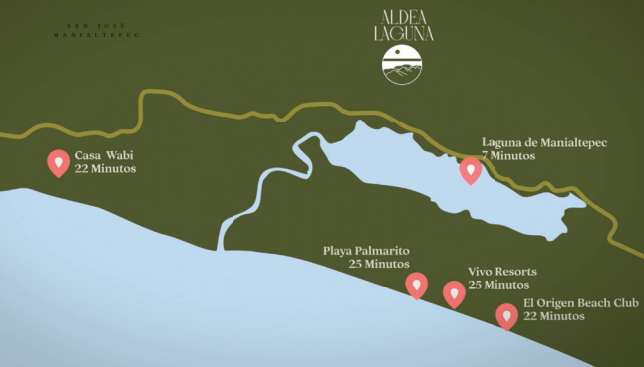 SAN JOSÉ
MANIALTEPEC
ALDEA
LAGUNA
Casa Wabi
22 Minutos
Laguna de Manialtepec
7 Minutos
Playa Palmarito
25 Minutos
Vivo Resorts
25 Minutos
El Origen Beach Club
22 Minutos